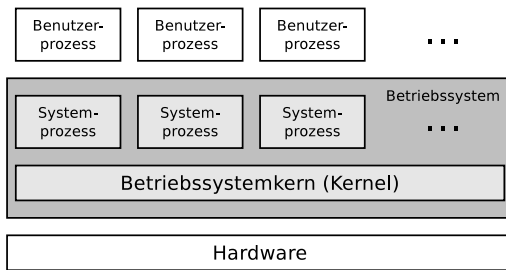 Benutzer-
prozess
Benutzer-
prozess
Benutzer-
prozess
...
Betriebssystem
System-
prozess
System-
prozess
System-
prozess
...
Betriebssystemkern (Kernel)
Hardware